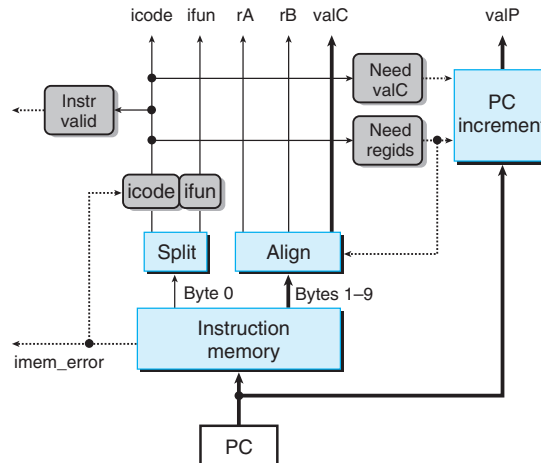 icode ifun rA rB valC valP
Need
valC
Instr
valid
PC
increment
Need
regids
icode ifun
Split Align
Byte 0 Bytes 1–9
Instruction
memory
imem_error
PC